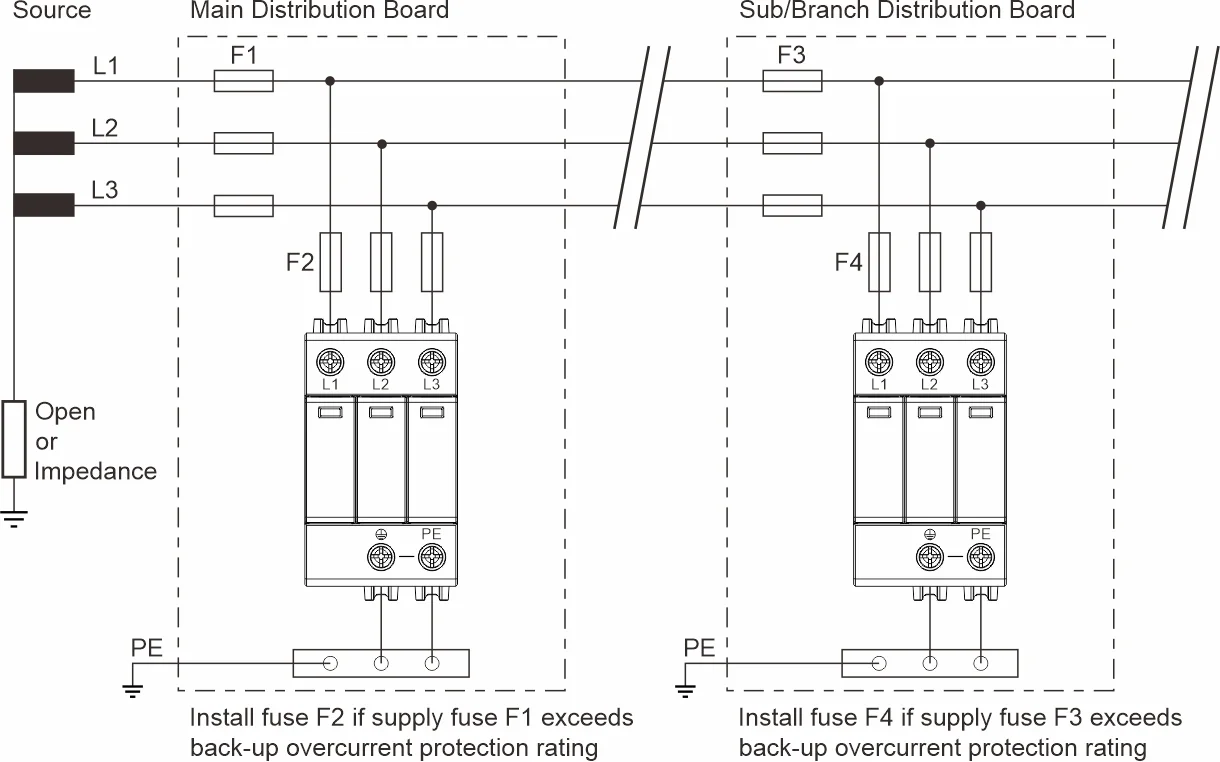 Source
Main Distribution Board
Sub/Branch Distribution Board
L1
F1
F3
L2
L3
F2
F4
L1 L2 L3
L1 L2 L3
Open
or
Impedance
PE
PE
PE
PE
Install fuse F2 if supply fuse F1 exceeds
back-up overcurrent protection rating
Install fuse F4 if supply fuse F3 exceeds
back-up overcurrent protection rating